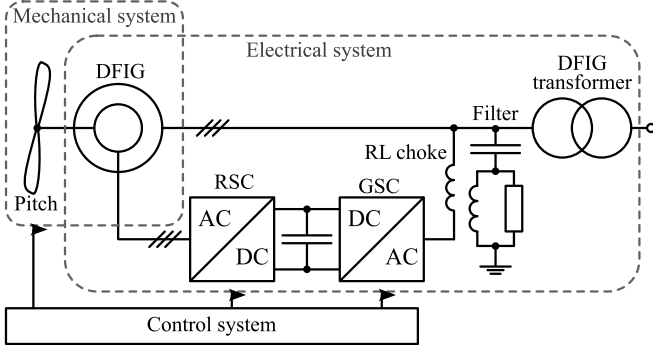 Mechanical system
Electrical system
DFIG
DFIG
transformer
Filter
RL choke
RSC
GSC
Pitch
AC
DC
DC
AC
Control system